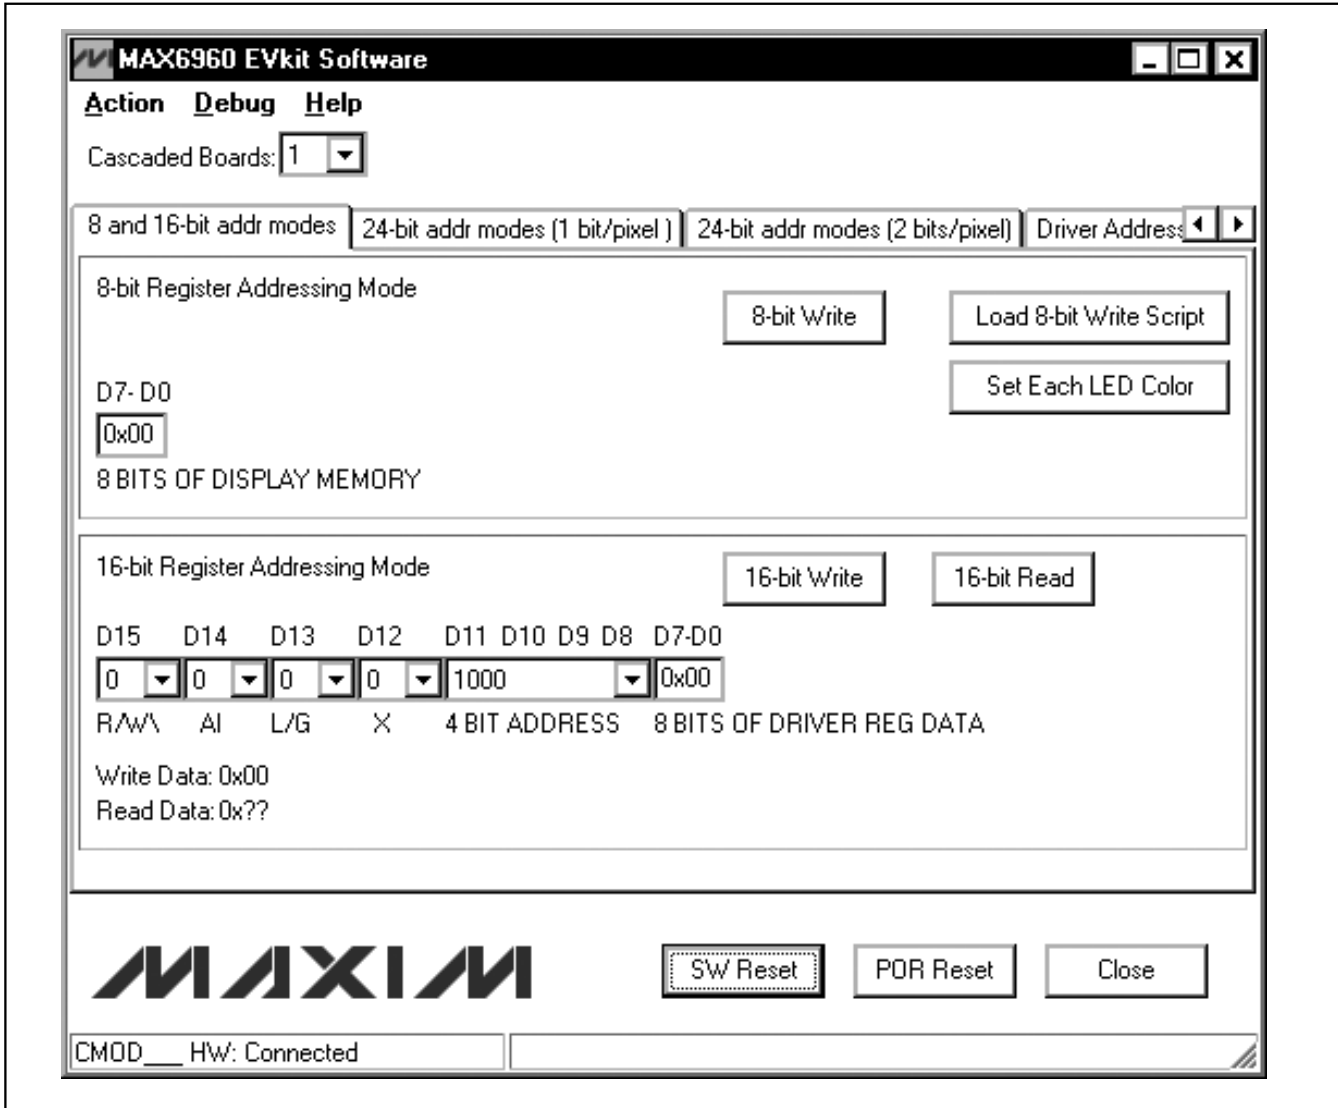 MAX6960 EVkit Software
Action Debug Help
Cascaded Boards: 1
8 and 16-bit addr modes 24-bit addr modes (1 bit/pixel ) 24-bit addr modes (2 bits/pixel) Driver Address
8-bit Register Addressing Mode
8-bit Write Load 8-bit Write Script
Set Each LED Color
D7- D0
0x00
8 BITS OF DISPLAY MEMORY
16-bit Register Addressing Mode
16-bit Write 16-bit Read
D15 D14 D13 D12 D11 D10 D9 D8 D7-D0
0 0 0 0 1000 0x00
R/W\ AI L/G X 4 BIT ADDRESS 8 BITS OF DRIVER REG DATA
Write Data: 0x00
Read Data: 0x??
MAXIM
SW Reset POR Reset Close
CMOD___ HW: Connected